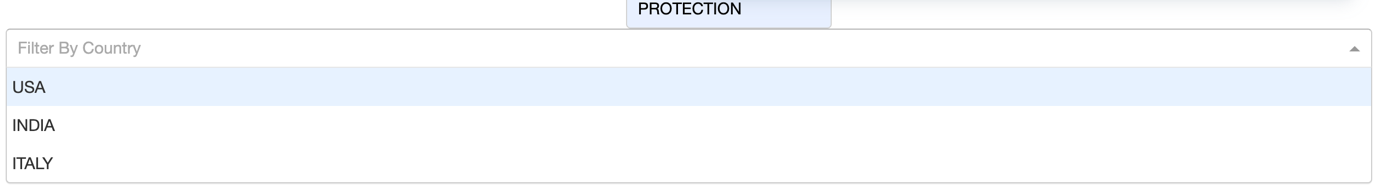 PROTECTION
Filter By Country
USA
INDIA
ITALY